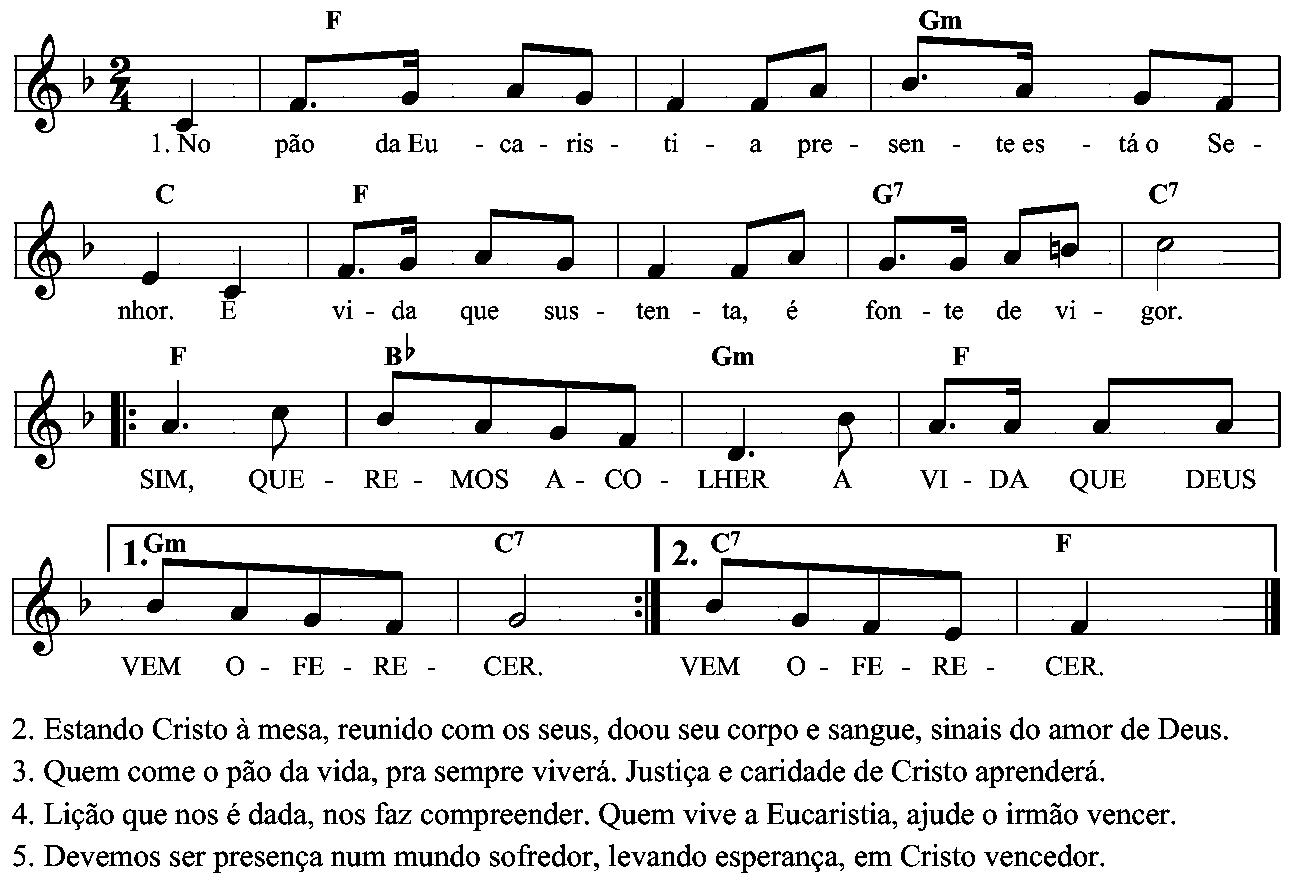 F Gm
2 4
1. No pão da Eu - ca - ris - ti - a pre - sen - te es - tá o Se -
C F G7 C7
nhor. E vi - da que sus - ten - ta, é fon - te de vi - gor.
F B♭ Gm F
SIM, QUE - RE - MOS A - CO - LHER A VI - DA QUE DEUS
1. Gm C7 2. C7 F
VEM O - FE - RE - CER. VEM O - FE - RE - CER.
2. Estando Cristo à mesa, reunido com os seus, doou seu corpo e sangue, sinais do amor de Deus.
3. Quem come o pão da vida, pra sempre viverá. Justiça e caridade de Cristo aprenderá.
4. Lição que nos é dada, nos faz compreender. Quem vive a Eucaristia, ajude o irmão vencer.
5. Devemos ser presença num mundo sofredor, levando esperança, em Cristo vencedor.